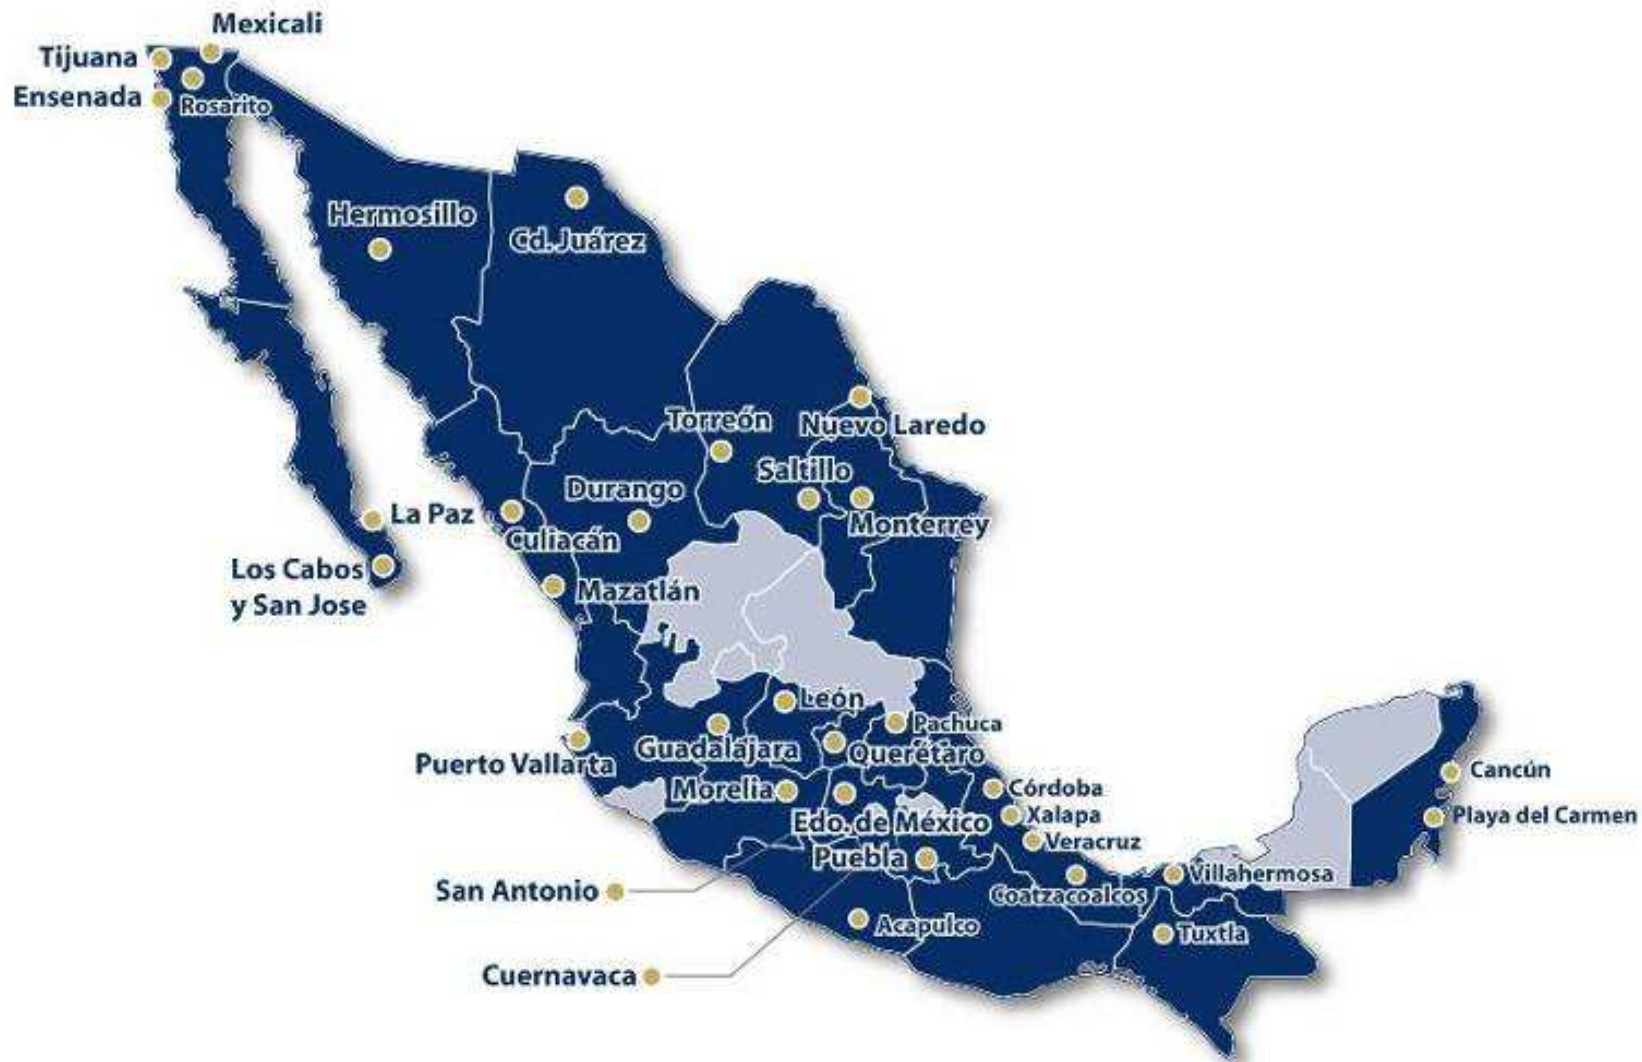 Mexicali
Tijuana
Ensenada
Rosarito
Hermosillo
Cd. Juárez
Torreón
Nuevo Laredo
Saltillo
Durango
Monterrey
La Paz
Culiacán
Los Cabos
y San Jose
Mazatlán
León
Pachuca
Guadalajara
Querétaro
Puerto Vallarta
Cancún
Morelia
Córdoba
Xalapa
Playa del Carmen
Edo. de México
Veracruz
Puebla
Villahermosa
San Antonio
Coatzacoalcos
Acapulco
Tuxtla
Cuernavaca